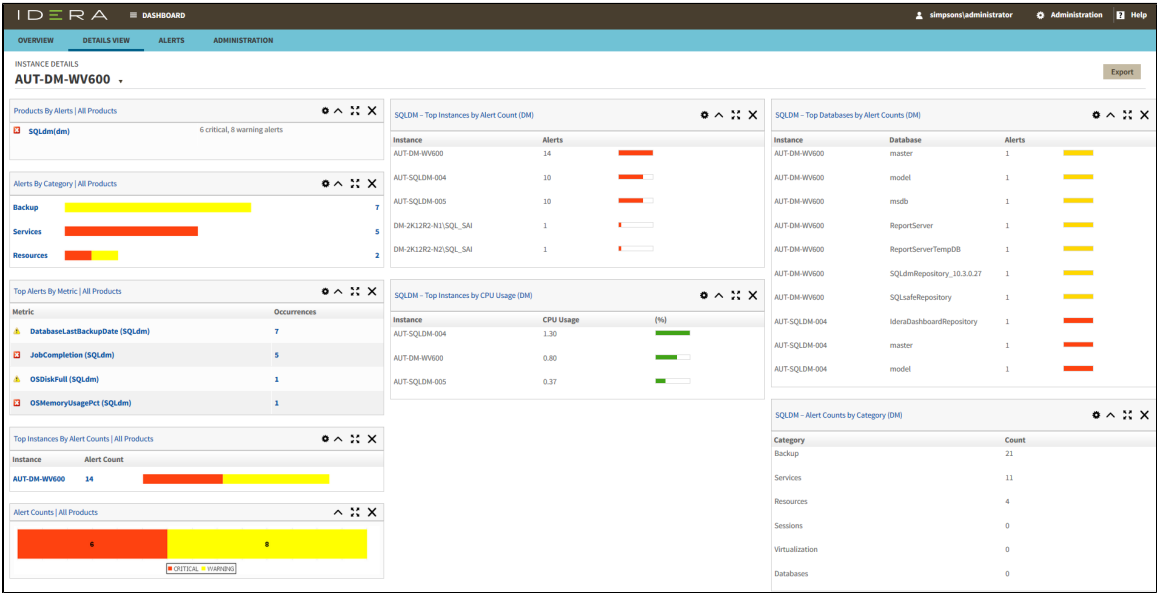 IDERA
DASHBOARD
simpsons\administrator
Administration
? Help
OVERVIEW DETAILS VIEW ALERTS ADMINISTRATION
INSTANCE DETAILS
AUT-DM-WV600
Export
Products By Alerts | All Products
SQLdm(dm) 6 critical, 8 warning alerts
Alerts By Category | All Products
Backup 7
Services 5
Resources 2
Top Alerts By Metric | All Products
Metric Occurrences
DatabaseLastBackupDate (SQLdm) 7
JobCompletion (SQLdm) 5
OSDiskFull (SQLdm) 1
OSMemoryUsagePct (SQLdm) 1
Top Instances By Alert Counts | All Products
Instance Alert Count
AUT-DM-WV600 14
Alert Counts | All Products
6 8
CRITICAL WARNING
SQLDM – Top Instances by Alert Count (DM)
Instance Alerts
AUT-DM-WV600 14
AUT-SQLDM-004 10
AUT-SQLDM-005 10
DM-2K12R2-N1\SQL_SAI 1
DM-2K12R2-N2\SQL_SAI 1
SQLDM – Top Instances by CPU Usage (DM)
Instance CPU Usage (%)
AUT-SQLDM-004 1.30
AUT-DM-WV600 0.80
AUT-SQLDM-005 0.37
SQLDM – Top Databases by Alert Counts (DM)
Instance Database Alerts
AUT-DM-WV600 master 1
AUT-DM-WV600 model 1
AUT-DM-WV600 msdb 1
AUT-DM-WV600 ReportServer 1
AUT-DM-WV600 ReportServerTempDB 1
AUT-DM-WV600 SQLdmRepository_10.3.0.27 1
AUT-DM-WV600 SQLsafeRepository 1
AUT-SQLDM-004 IderaDashboardRepository 1
AUT-SQLDM-004 master 1
AUT-SQLDM-004 model 1
SQLDM – Alert Counts by Category (DM)
Category Count
Backup 21
Services 11
Resources 4
Sessions 0
Virtualization 0
Databases 0